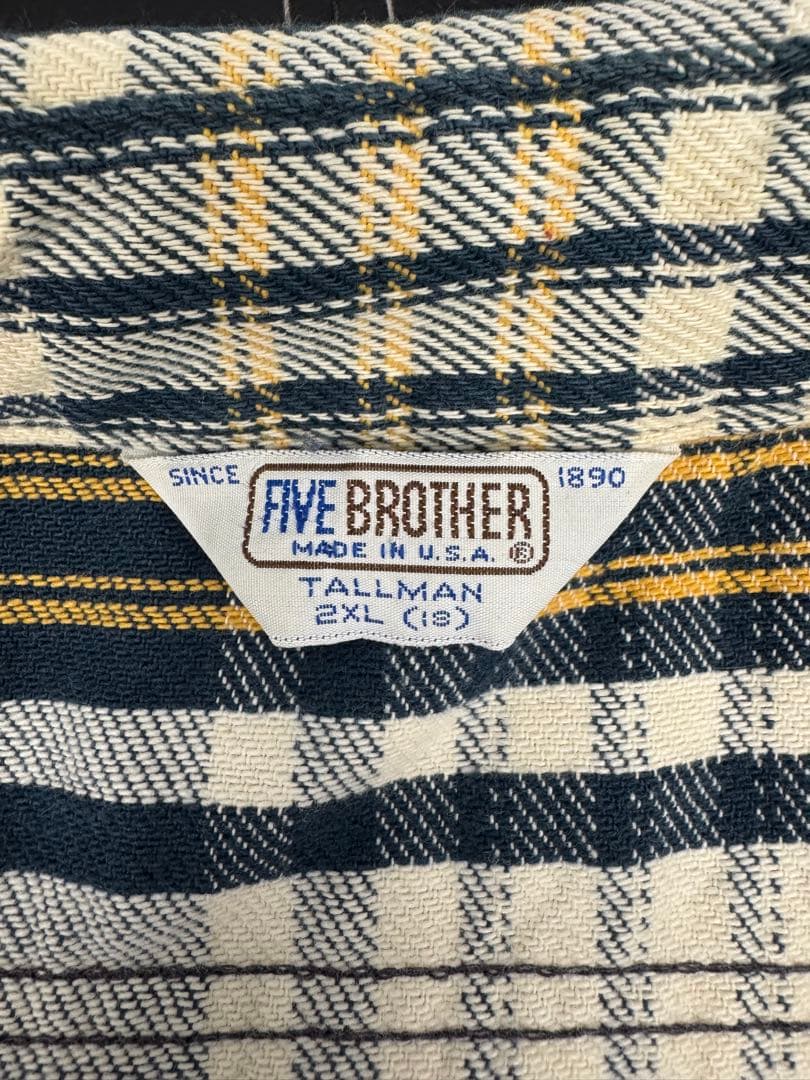 SINCE FIVE BROTHER 1890
MADE IN U.S.A. ®
TALLMAN
2XL (18)